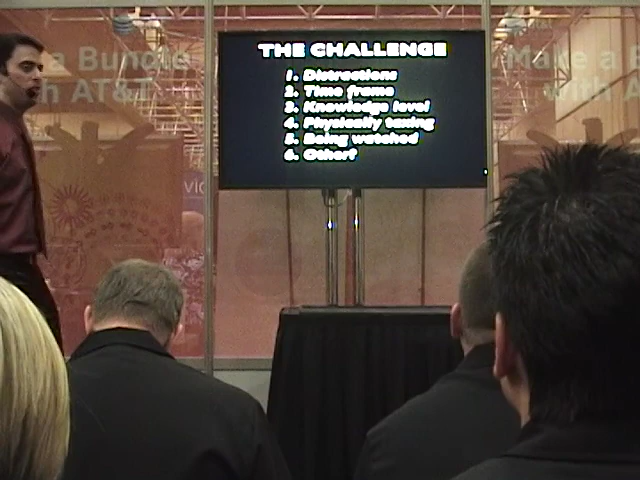 THE CHALLENGE
1. Distractions
2. Time frame
3. Knowledge level
4. Physically taxing
5. Being watched
6. Other?
a Bundle
h AT&T
Make a B
with A